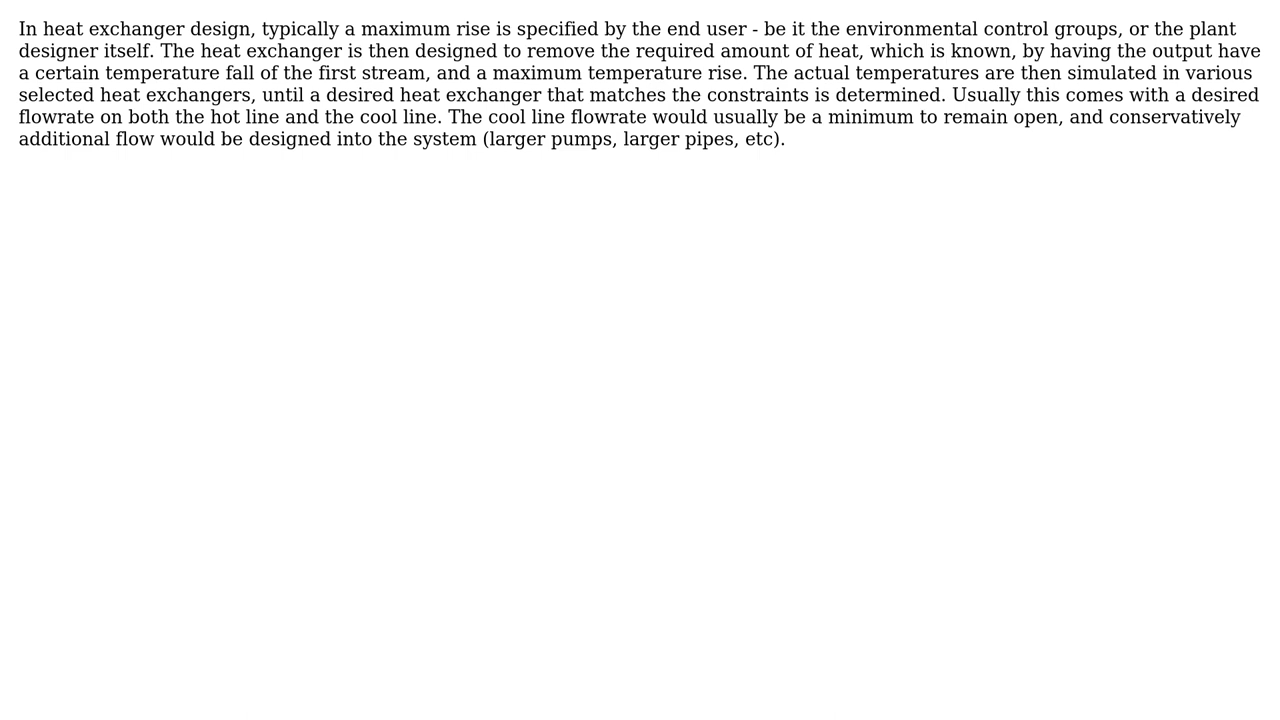 In heat exchanger design, typically a maximum rise is specified by the end user - be it the environmental control groups, or the plant
designer itself. The heat exchanger is then designed to remove the required amount of heat, which is known, by having the output have
a certain temperature fall of the first stream, and a maximum temperature rise. The actual temperatures are then simulated in various
selected heat exchangers, until a desired heat exchanger that matches the constraints is determined. Usually this comes with a desired
flowrate on both the hot line and the cool line. The cool line flowrate would usually be a minimum to remain open, and conservatively
additional flow would be designed into the system (larger pumps, larger pipes, etc).